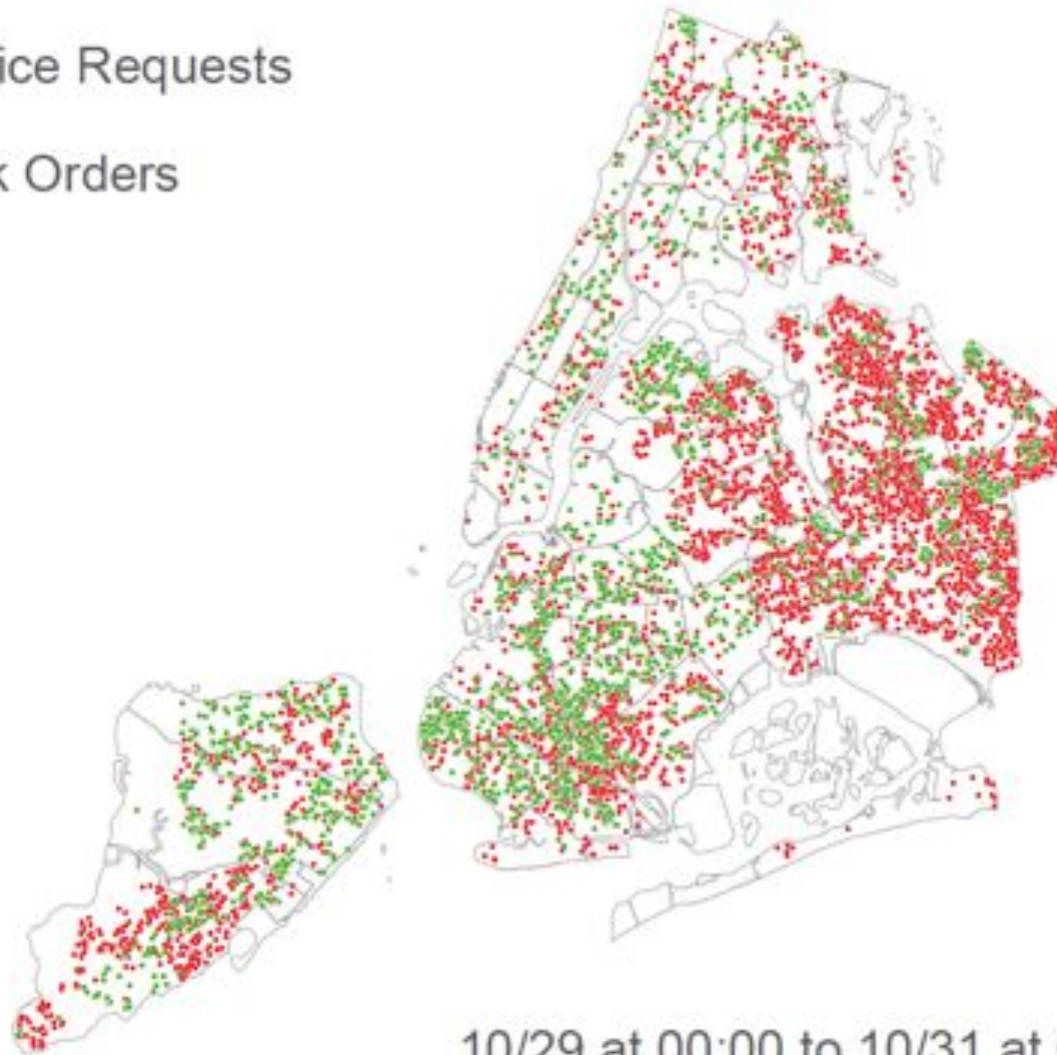 ice Requests
k Orders
10/29 at 00:00 to 10/31 at